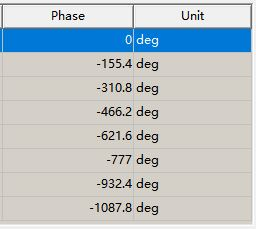 Phase Unit
0 deg
-155.4 deg
-310.8 deg
-466.2 deg
-621.6 deg
-777 deg
-932.4 deg
-1087.8 deg